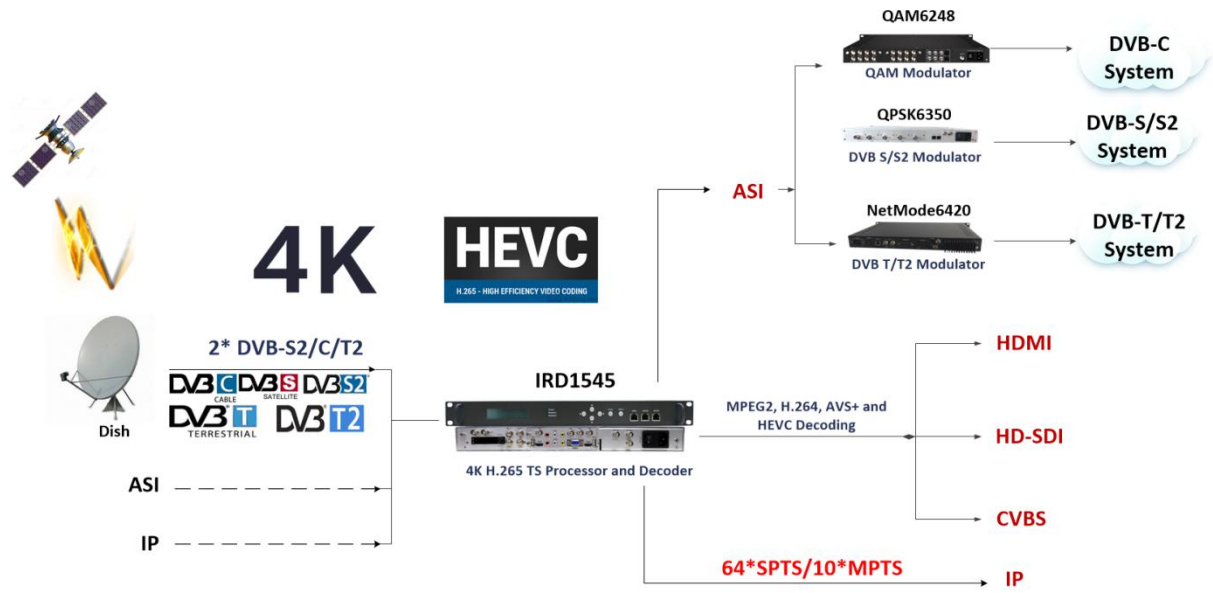 QAM6248
QAM Modulator
DVB-C
System
QPSK6350
DVB S/S2 Modulator
DVB-S/S2
System
ASI
NetMode6420
DVB T/T2 Modulator
DVB-T/T2
System
4K
HEVC
H.265 - HIGH EFFICIENCY VIDEO CODING
2* DVB-S2/C/T2
DVB C
CABLE
DVB S
SATELLITE
DVB S2
DVB T
TERRESTRIAL
DVB T2
Dish
ASI
IP
IRD1545
4K H.265 TS Processor and Decoder
MPEG2, H.264, AVS+ and
HEVC Decoding
HDMI
HD-SDI
CVBS
64*SPTS/10*MPTS
IP